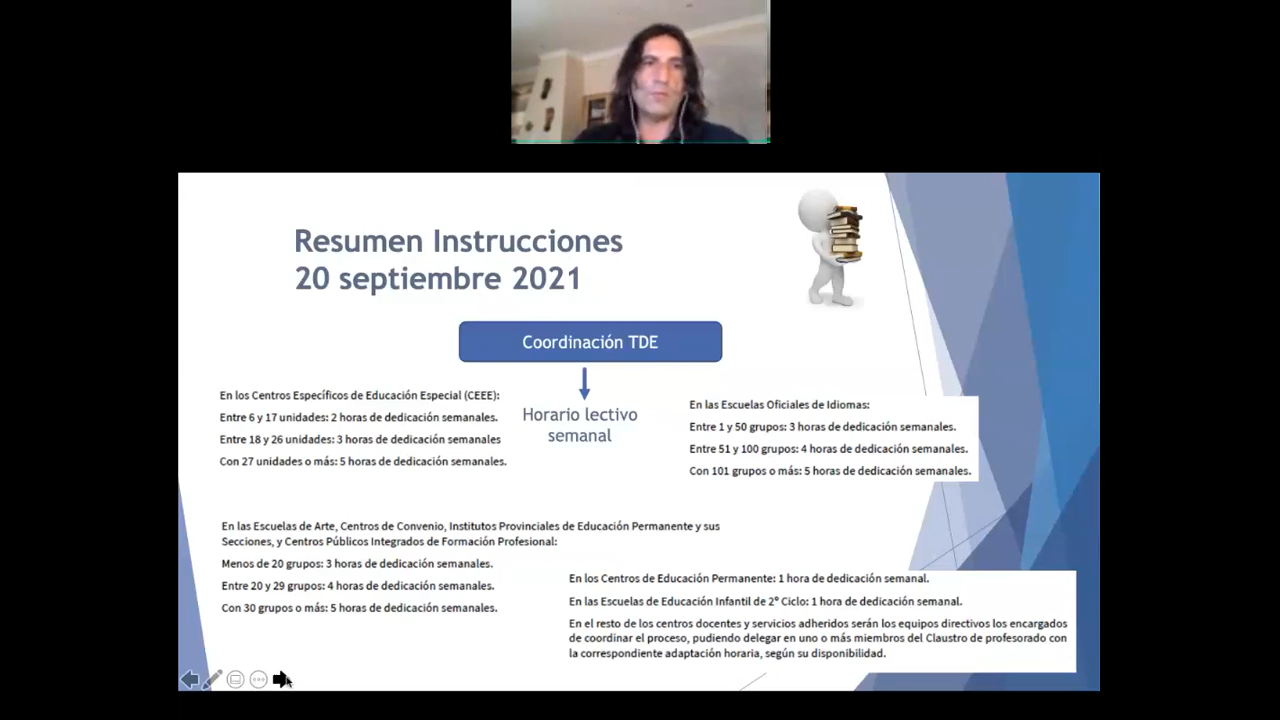 Resumen Instrucciones
20 septiembre 2021
Coordinación TDE
Horario lectivo
semanal
En los Centros Específicos de Educación Especial (CEEE):
Entre 6 y 17 unidades: 2 horas de dedicación semanales.
Entre 18 y 26 unidades: 3 horas de dedicación semanales
Con 27 unidades o más: 5 horas de dedicación semanales.
En las Escuelas Oficiales de Idiomas:
Entre 1 y 50 grupos: 3 horas de dedicación semanales.
Entre 51 y 100 grupos: 4 horas de dedicación semanales.
Con 101 grupos o más: 5 horas de dedicación semanales.
En las Escuelas de Arte, Centros de Convenio, Institutos Provinciales de Educación Permanente y sus
Secciones, y Centros Públicos Integrados de Formación Profesional:
Menos de 20 grupos: 3 horas de dedicación semanales.
Entre 20 y 29 grupos: 4 horas de dedicación semanales.
Con 30 grupos o más: 5 horas de dedicación semanales.
En los Centros de Educación Permanente: 1 hora de dedicación semanal.
En las Escuelas de Educación Infantil de 2º Ciclo: 1 hora de dedicación semanal.
En el resto de los centros docentes y servicios adheridos serán los equipos directivos los encargados
de coordinar el proceso, pudiendo delegar en uno o más miembros del Claustro de profesorado con
la correspondiente adaptación horaria, según su disponibilidad.